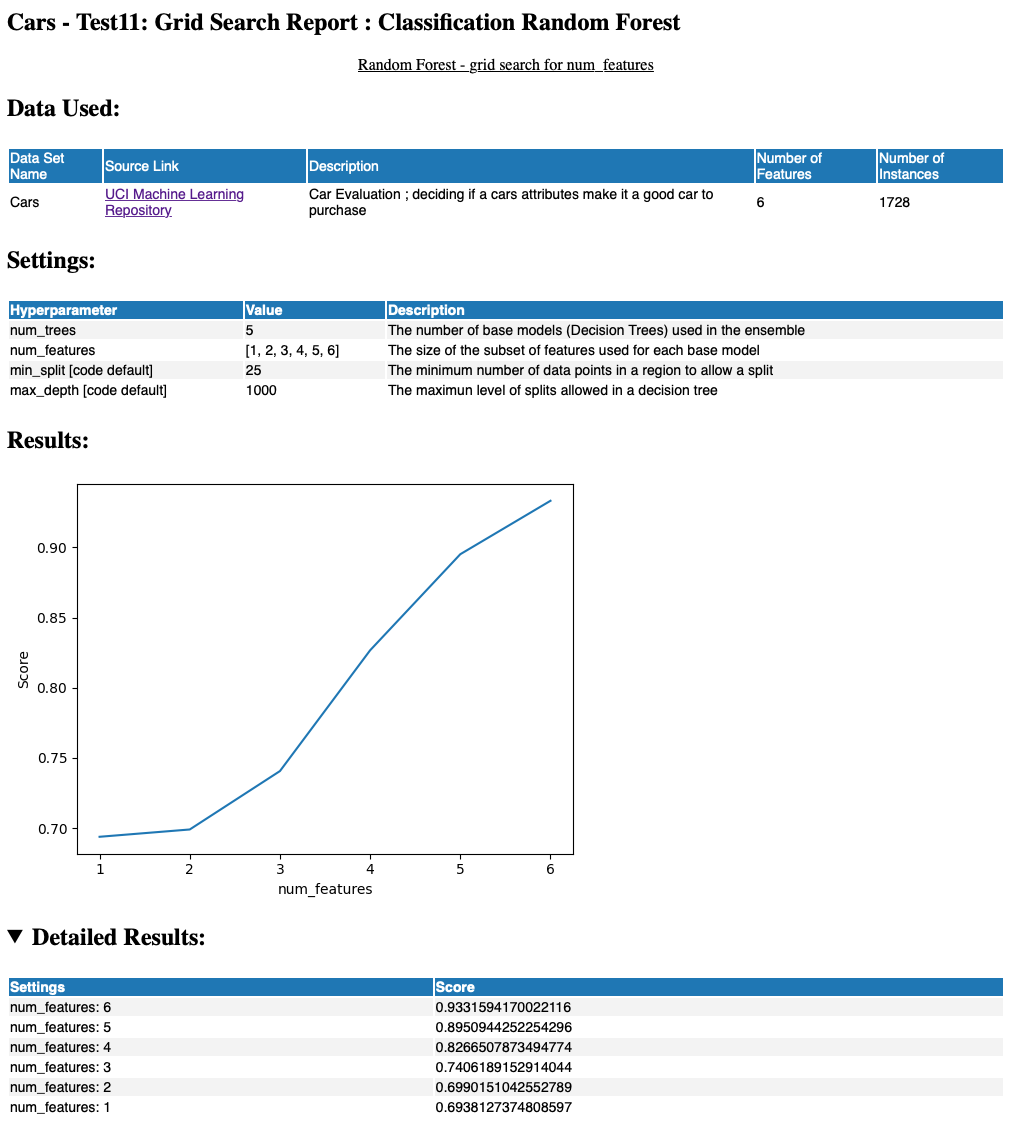 Cars - Test11: Grid Search Report : Classification Random Forest
Random Forest - grid search for num_features
Data Used:
Data Set Name Source Link Description Number of Features Number of Instances
Cars UCI Machine Learning Repository Car Evaluation ; deciding if a cars attributes make it a good car to purchase 6 1728
Settings:
Hyperparameter Value Description
num_trees 5 The number of base models (Decision Trees) used in the ensemble
num_features [1, 2, 3, 4, 5, 6] The size of the subset of features used for each base model
min_split [code default] 25 The minimum number of data points in a region to allow a split
max_depth [code default] 1000 The maximun level of splits allowed in a decision tree
Results:
0.90
0.85
0.80
0.75
0.70
Score
1 2 3 4 5 6
num_features
▼ Detailed Results:
Settings Score
num_features: 6 0.9331594170022116
num_features: 5 0.8950944252254296
num_features: 4 0.8266507873494774
num_features: 3 0.7406189152914044
num_features: 2 0.6990151042552789
num_features: 1 0.6938127374808597